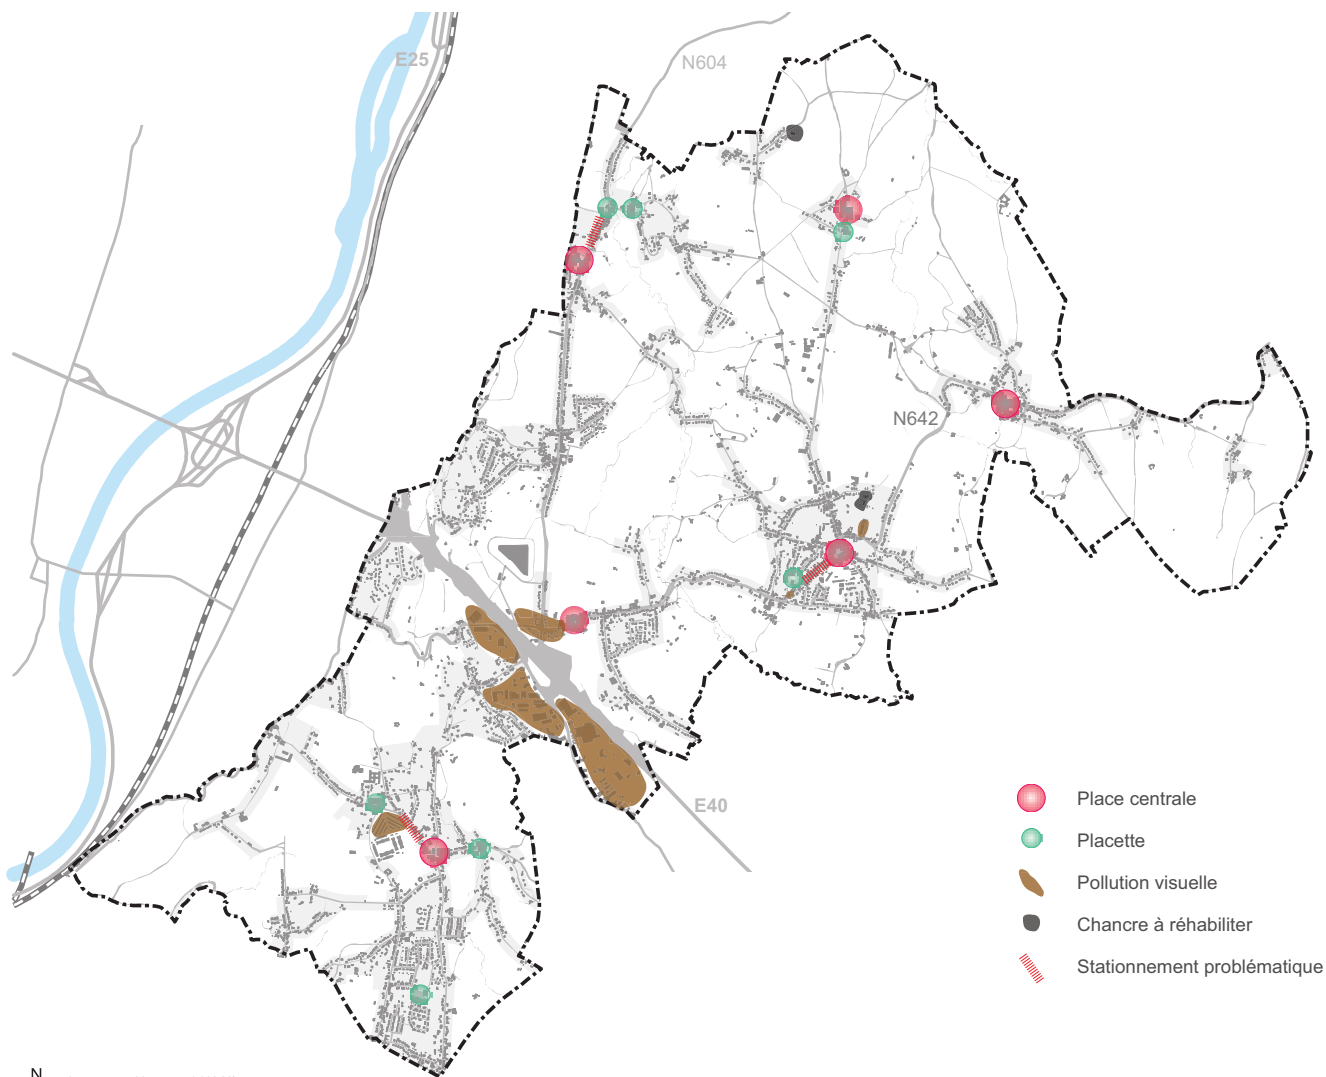 E25
N604
N642
E40
Place centrale
Placette
Pollution visuelle
Chancre à réhabiliter
Stationnement problématique
N